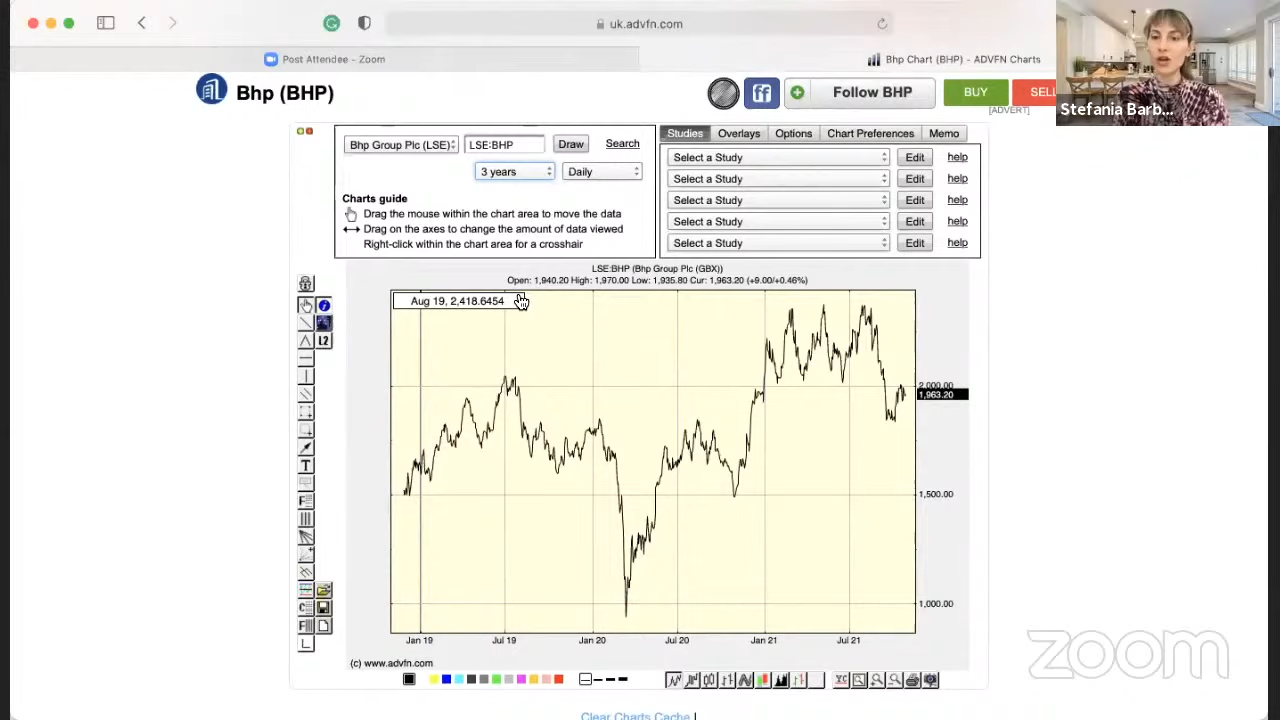 uk.advfn.com
Post Attendee - Zoom
Bhp Chart (BHP) - ADVFN Charts
Bhp (BHP)
ff
Follow BHP
BUY
SELL
[ADVERT]
Stefania Barb...
Bhp Group Plc (LSE)
LSE:BHP
Draw
Search
3 years
Daily
Charts guide
Drag the mouse within the chart area to move the data
Drag on the axes to change the amount of data viewed
Right-click within the chart area for a crosshair
Studies
Overlays
Options
Chart Preferences
Memo
Select a Study
Edit
help
Select a Study
Edit
help
Select a Study
Edit
help
Select a Study
Edit
help
Select a Study
Edit
help
LSE:BHP (Bhp Group Plc (GBX))
Open: 1,940.20 High: 1,970.00 Low: 1,935.80 Cur: 1,963.20 (+9.00/+0.46%)
Aug 19, 2,418.6454
L2
T
2,000.00
1,963.20
1,500.00
1,000.00
Jan 19
Jul 19
Jan 20
Jul 20
Jan 21
Jul 21
(c) www.advfn.com
zoom
Clear Charts Cache |